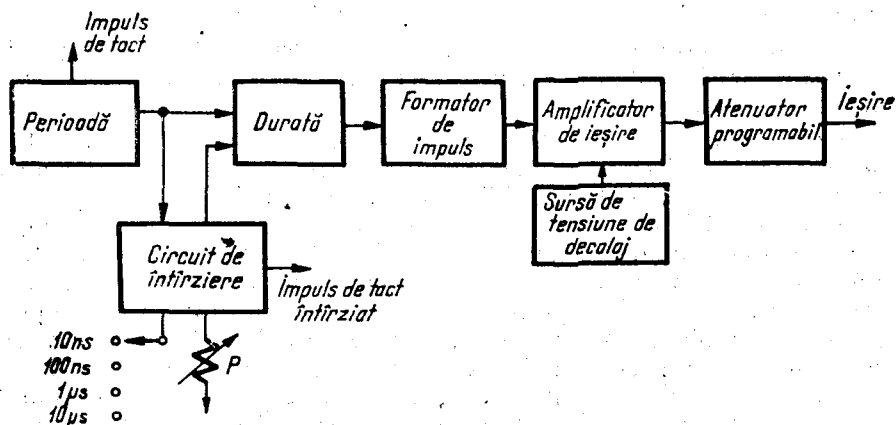 Impuls
de tact
Perioadă
Durată
Formator
de
impuls
Amplificator
de ieșire
Atenuator
programabil
Ieșire
Sursă de
tensiune de
decalaj
Circuit de
întîrziere
Impuls de tact
întîrziat
10ns
100ns
1µs
10µs
P